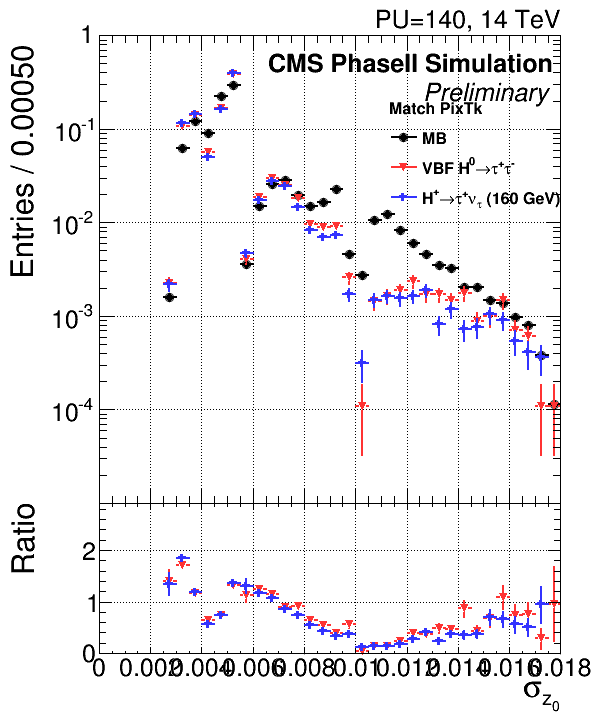 PU=140, 14 TeV
CMS PhaseII Simulation
Preliminary
Match PixTk
MB
VBF H⁰→τ⁺τ⁻
H⁺→τ⁺ν_τ (160 GeV)
Entries / 0.00050
1
10⁻¹
10⁻²
10⁻³
10⁻⁴
Ratio
2
1
0
0 0.002 0.004 0.006 0.008 0.01 0.012 0.014 0.016 0.018
σ_z₀